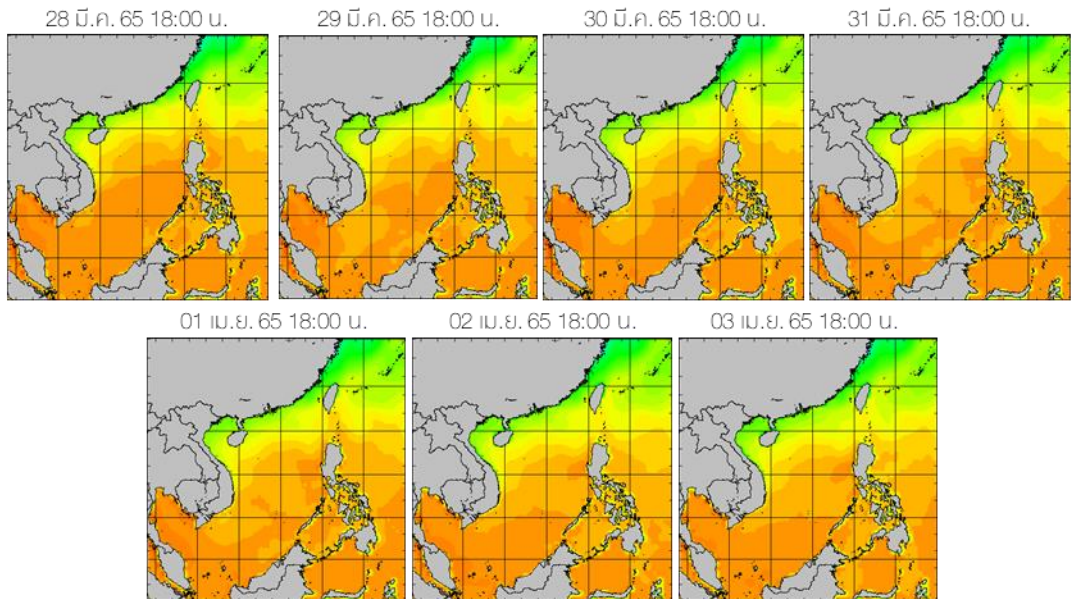 28 มี.ค. 65 18:00 น.
29 มี.ค. 65 18:00 น.
30 มี.ค. 65 18:00 น.
31 มี.ค. 65 18:00 น.
01 เม.ย. 65 18:00 น.
02 เม.ย. 65 18:00 น.
03 เม.ย. 65 18:00 น.